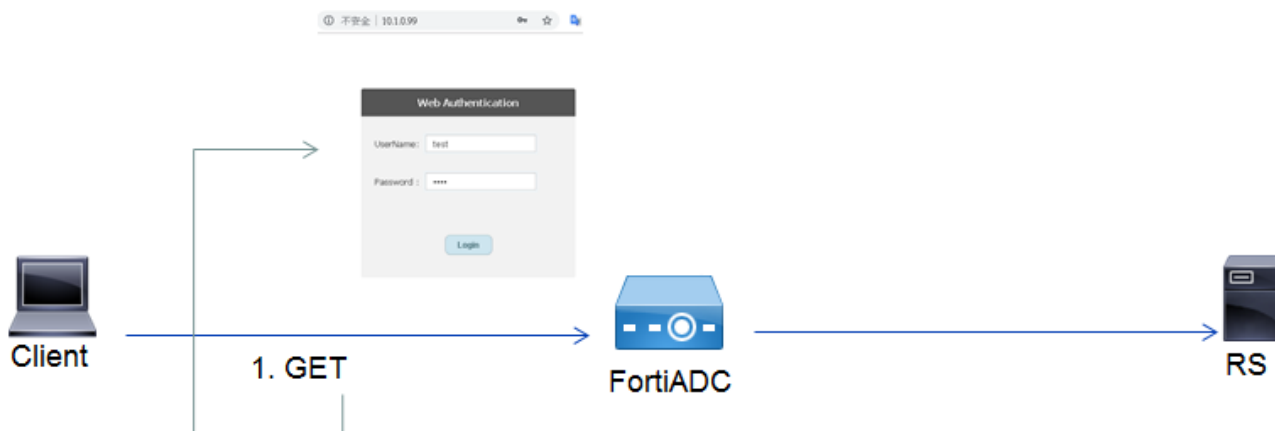 不安全 | 10.1.0.99
Web Authentication
UserName: test
Password : ••••
Login
Client
1. GET
FortiADC
RS